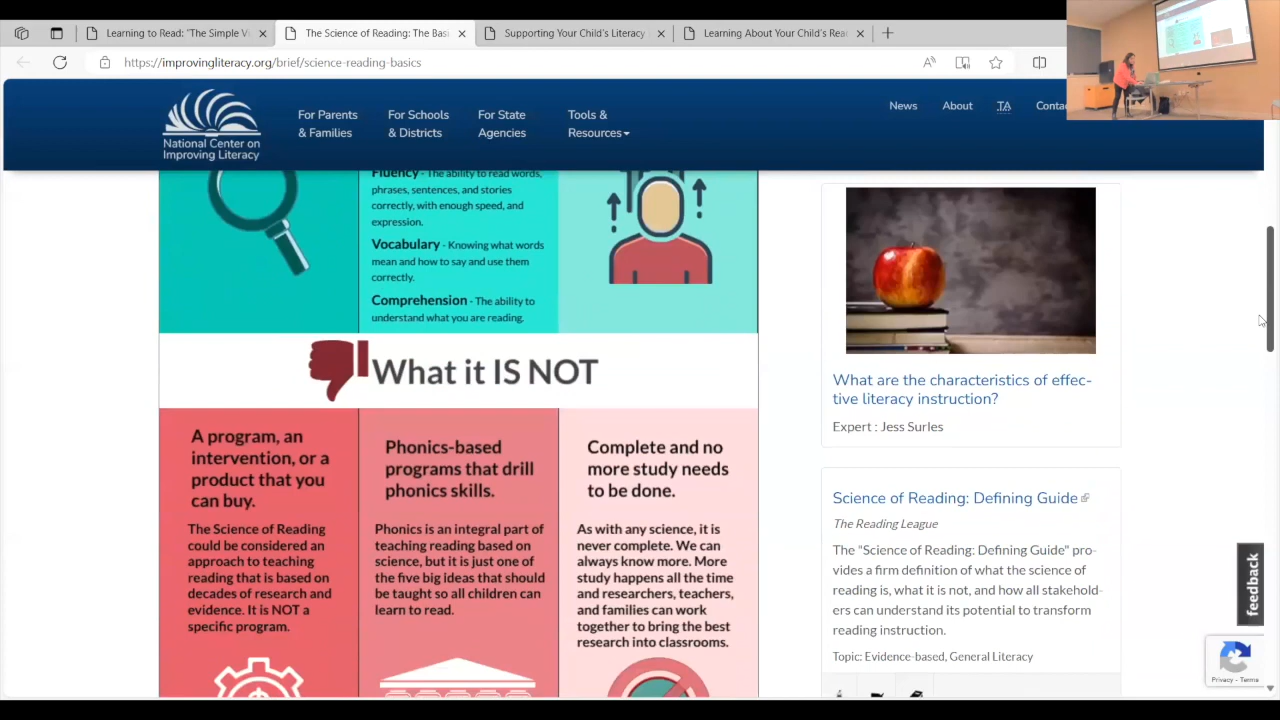 Learning to Read: "The Simple V
The Science of Reading: The Basi
Supporting Your Child's Literacy
Learning About Your Child's Rea
https://improvingliteracy.org/brief/science-reading-basics
National Center on
Improving Literacy
For Parents
& Families
For Schools
& Districts
For State
Agencies
Tools &
Resources
News
About
TA
Conta
Fluency - The ability to read words,
phrases, sentences, and stories
correctly, with enough speed, and
expression.
Vocabulary - Knowing what words
mean and how to say and use them
correctly.
Comprehension - The ability to
understand what you are reading.
What it IS NOT
A program, an
intervention, or a
product that you
can buy.
The Science of Reading
could be considered an
approach to teaching
reading that is based on
decades of research and
evidence. It is NOT a
specific program.
Phonics-based
programs that drill
phonics skills.
Phonics is an integral part of
teaching reading based on
science, but it is just one of
the five big ideas that should
be taught so all children can
learn to read.
Complete and no
more study needs
to be done.
As with any science, it is
never complete. We can
always know more. More
study happens all the time
and researchers, teachers,
and families can work
together to bring the best
research into classrooms.
What are the characteristics of effec-
tive literacy instruction?
Expert : Jess Surles
Science of Reading: Defining Guide
The Reading League
The "Science of Reading: Defining Guide" pro-
vides a firm definition of what the science of
reading is, what it is not, and how all stakehold-
ers can understand its potential to transform
reading instruction.
Topic: Evidence-based, General Literacy
feedback
Privacy - Terms